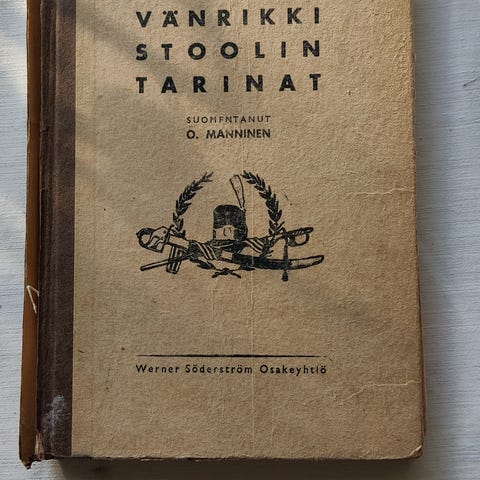 VÄNRIKKI
STOOLIN
TARINAT
SUOMENTANUT
O. MANNINEN
Werner Söderström Osakeyhtiö